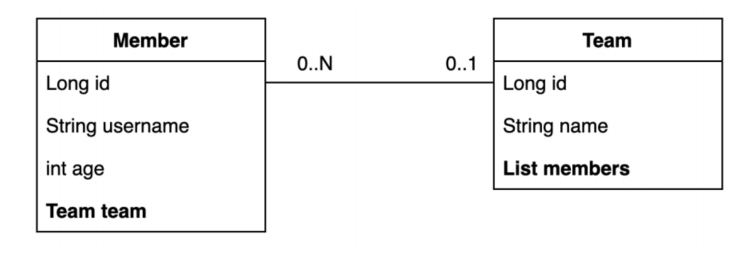 Member
Long id
String username
int age
Team team
0..N
0..1
Team
Long id
String name
List members